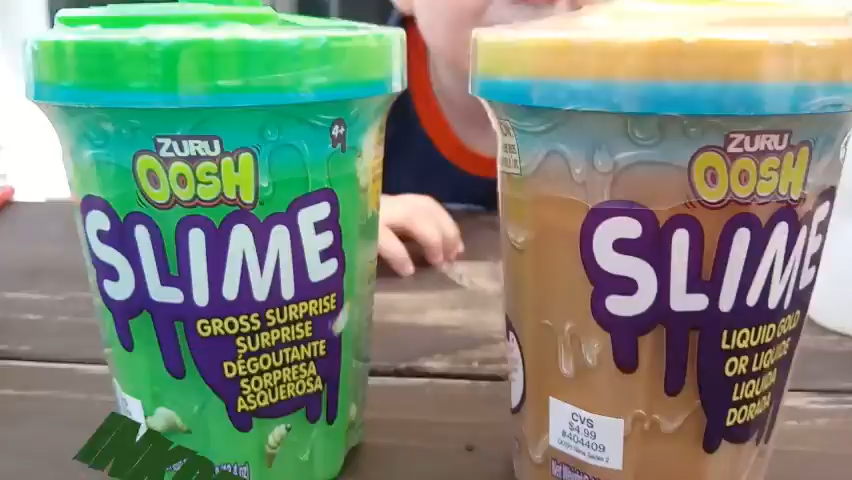 ZURU
OOSH
SLIME
GROSS SURPRISE
SURPRISE
DÉGOUTANTE
SORPRESA
ASQUEROSA
4+
ZURU
OOSH
SLIME
LIQUID GOLD
OR LIQUIDE
LIQUIDA
DORADA
CVS
$4.99
#404409